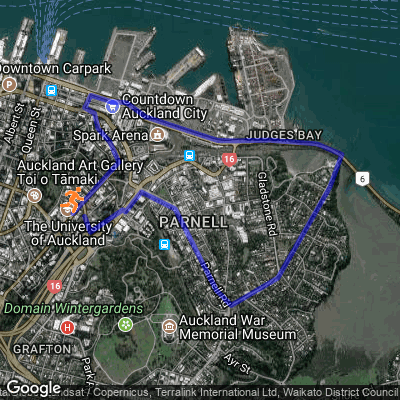 Downtown Carpark
Albert St
Queen St
Countdown
Auckland City
Spark Arena
JUDGES BAY
16
6
Auckland Art Gallery
Toi o Tāmaki
Gladstone Rd
The University
of Auckland
PARNELL
Parnell Rd
16
Domain Wintergardens
Auckland War
Memorial Museum
GRAFTON
Park
Ayr St
Google
dsat / Copernicus, Terralink International Ltd, Waikato District Council